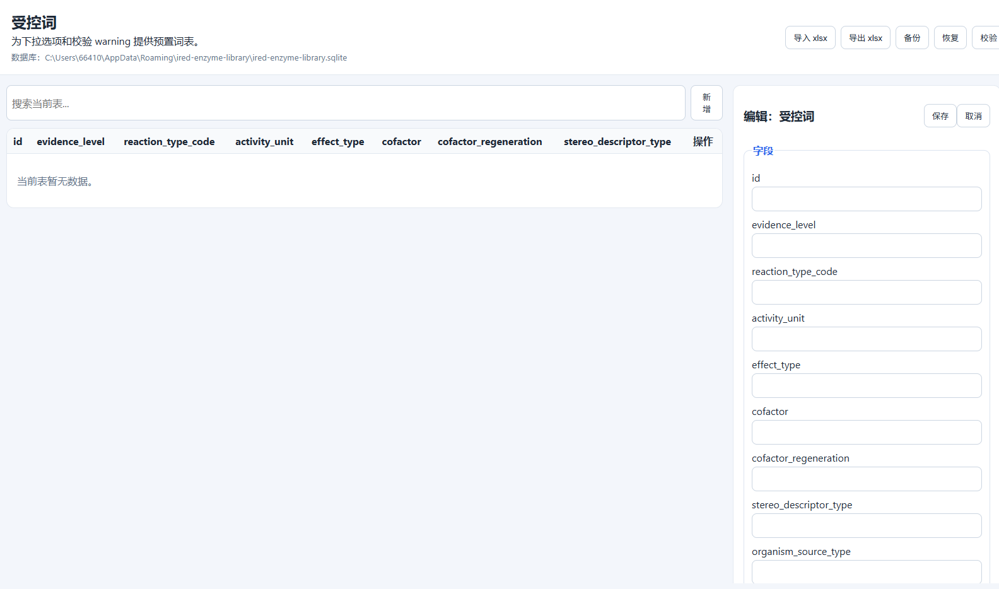 受控词
为下拉选项和校验 warning 提供预置词表。
数据库：C:\Users\66410\AppData\Roaming\ired-enzyme-library\ired-enzyme-library.sqlite
导入 xlsx 导出 xlsx 备份 恢复 校验
搜索当前表...
新
增
id evidence_level reaction_type_code activity_unit effect_type cofactor cofactor_regeneration stereo_descriptor_type 操作
当前表暂无数据。
编辑：受控词 保存 取消
字段
id
evidence_level
reaction_type_code
activity_unit
effect_type
cofactor
cofactor_regeneration
stereo_descriptor_type
organism_source_type